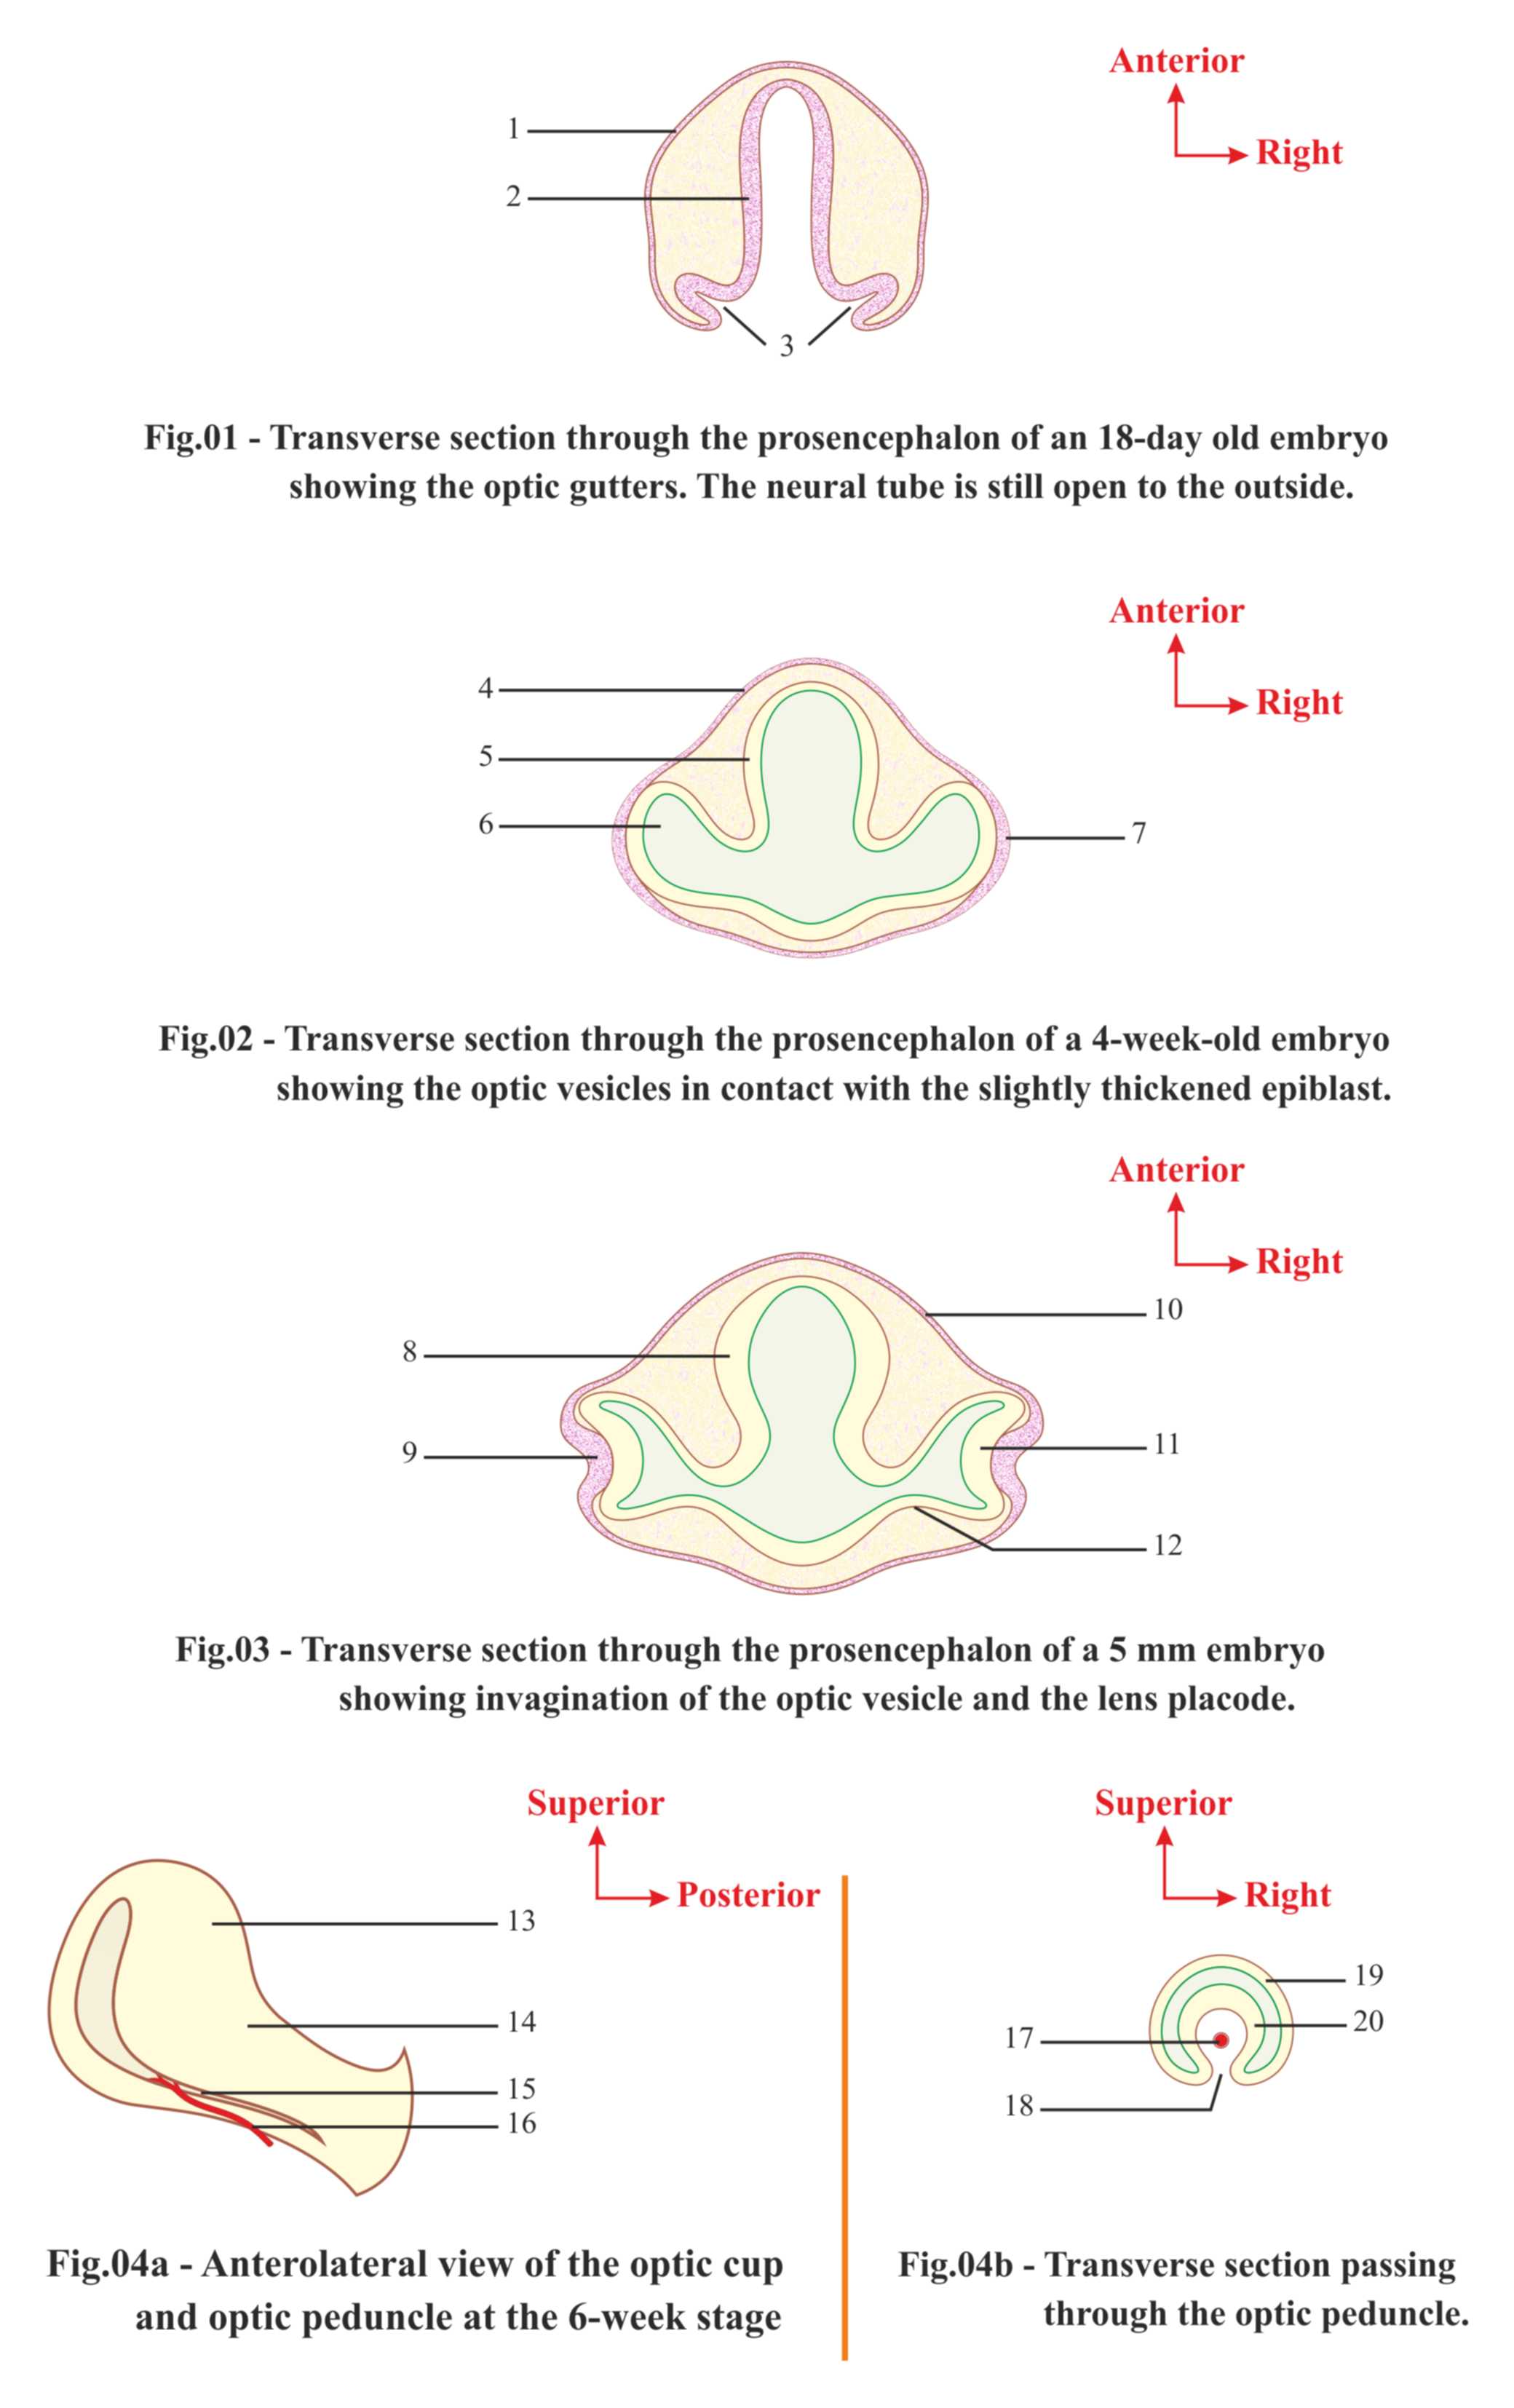 Anterior
Right
1
2
3
Fig.01 - Transverse section through the prosencephalon of an 18-day old embryo
showing the optic gutters. The neural tube is still open to the outside.
Anterior
Right
4
5
6
7
Fig.02 - Transverse section through the prosencephalon of a 4-week-old embryo
showing the optic vesicles in contact with the slightly thickened epiblast.
Anterior
Right
8
9
10
11
12
Fig.03 - Transverse section through the prosencephalon of a 5 mm embryo
showing invagination of the optic vesicle and the lens placode.
Superior
Posterior
13
14
15
16
Fig.04a - Anterolateral view of the optic cup
and optic peduncle at the 6-week stage
Superior
Right
17
18
19
20
Fig.04b - Transverse section passing
through the optic peduncle.